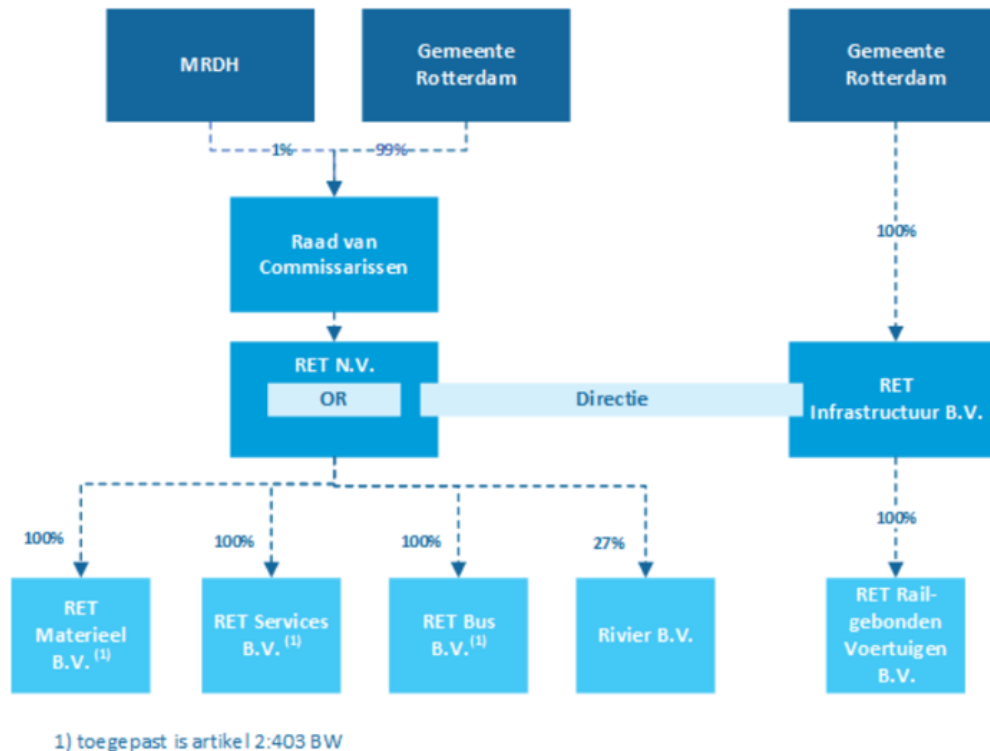 MRDH
Gemeente
Rotterdam
Gemeente
Rotterdam
1%
99%
Raad van
Commissarissen
100%
RET N.V.
OR
Directie
RET
Infrastructuur B.V.
100%
100%
100%
27%
100%
RET
Materieel
B.V. (1)
RET Services
B.V. (1)
RET Bus
B.V.(1)
Rivier B.V.
RET Rail-
gebonden
Voertuigen
B.V.
1) toegepast is artikel 2:403 BW